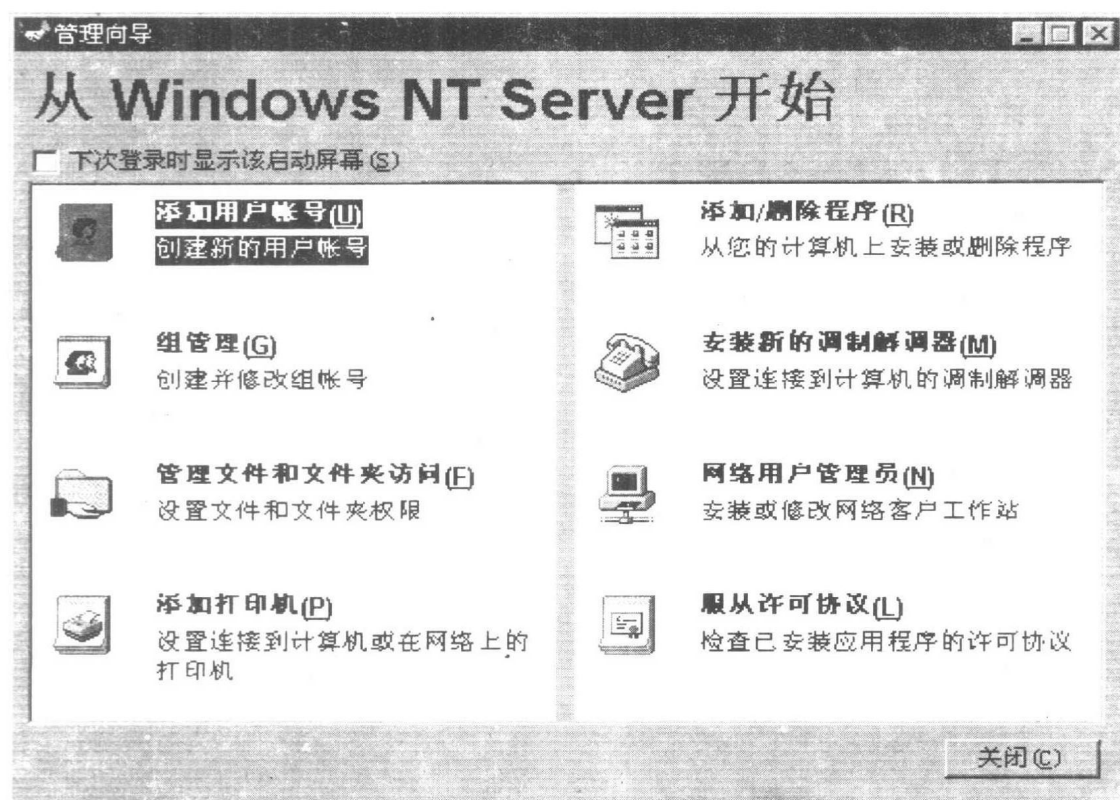 管理向导
从 Windows NT Server 开始
下次登录时显示该启动屏幕(S)
添加用户帐号(U)
创建新的用户帐号
组管理(G)
创建并修改组帐号
管理文件和文件夹访问(F)
设置文件和文件夹权限
添加打印机(P)
设置连接到计算机或在网络上的
打印机
添加/删除程序(R)
从您的计算机上安装或删除程序
安装新的调制解调器(M)
设置连接到计算机的调制解调器
网络用户管理员(N)
安装或修改网络客户工作站
服从许可协议(L)
检查已安装应用程序的许可协议
关闭(C)